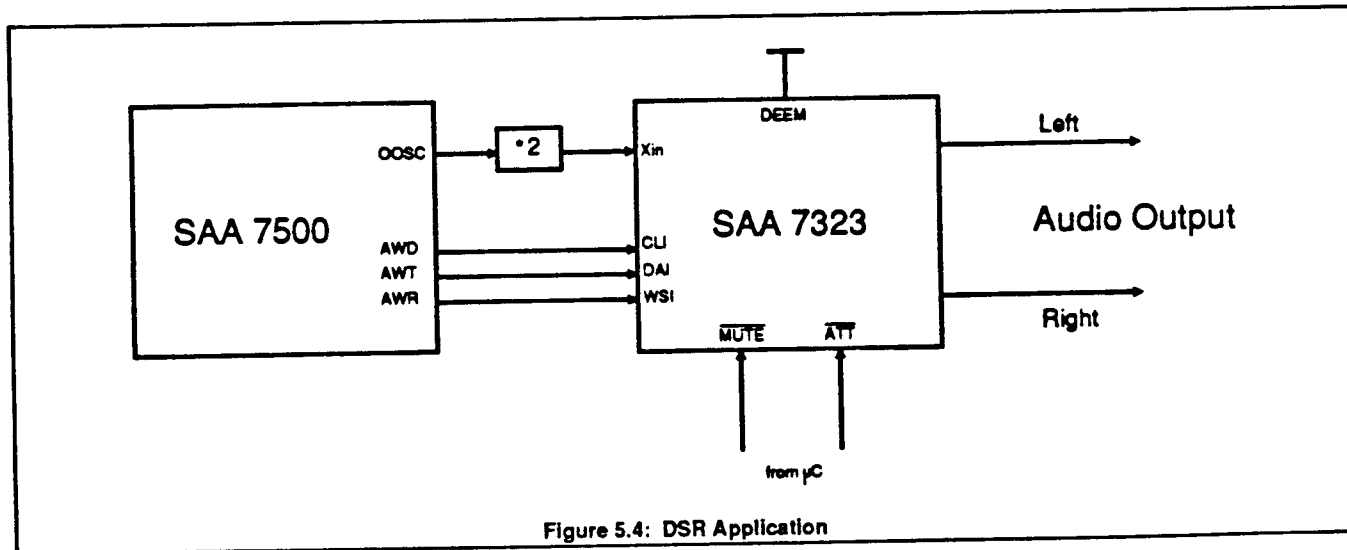 DEEM
Left
OOSC
*2
Xin
SAA 7500
SAA 7323
Audio Output
AWD
CLI
AWT
DAI
AWR
WSI
Right
MUTE
ATT
from µC
Figure 5.4: DSR Application